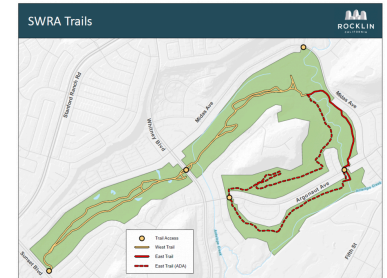 SWRA Trails
ROCKLIN
CALIFORNIA
Stanford Ranch Rd
Whitney Blvd
Midas Ave
Midas Ave
Argonaut Ave
Fifth St
Sunset Blvd
Trail Access
West Trail
East Trail
East Trail (ADA)